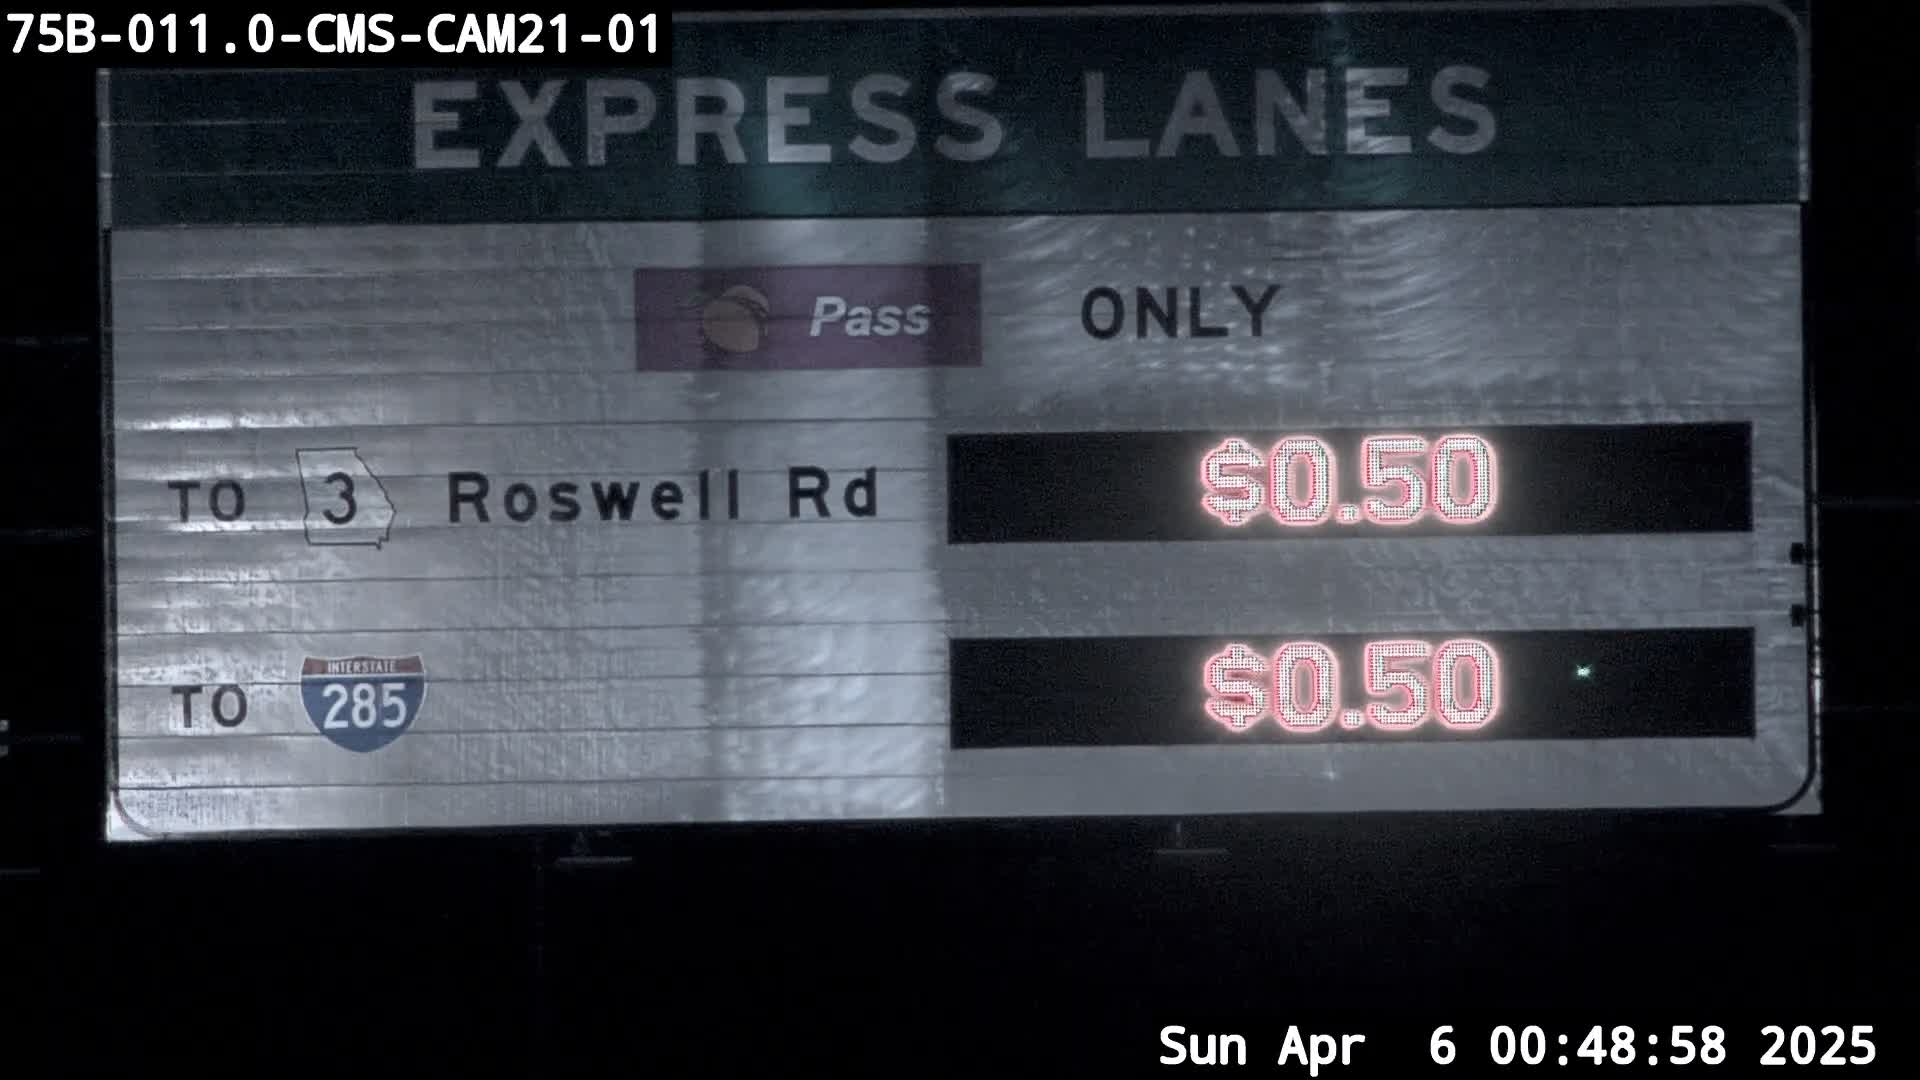 75B-011.0-CMS-CAM21-01
EXPRESS LANES
Pass ONLY
TO 3 Roswell Rd $0.50
TO INTERSTATE 285 $0.50
Sun Apr 6 00:48:58 2025